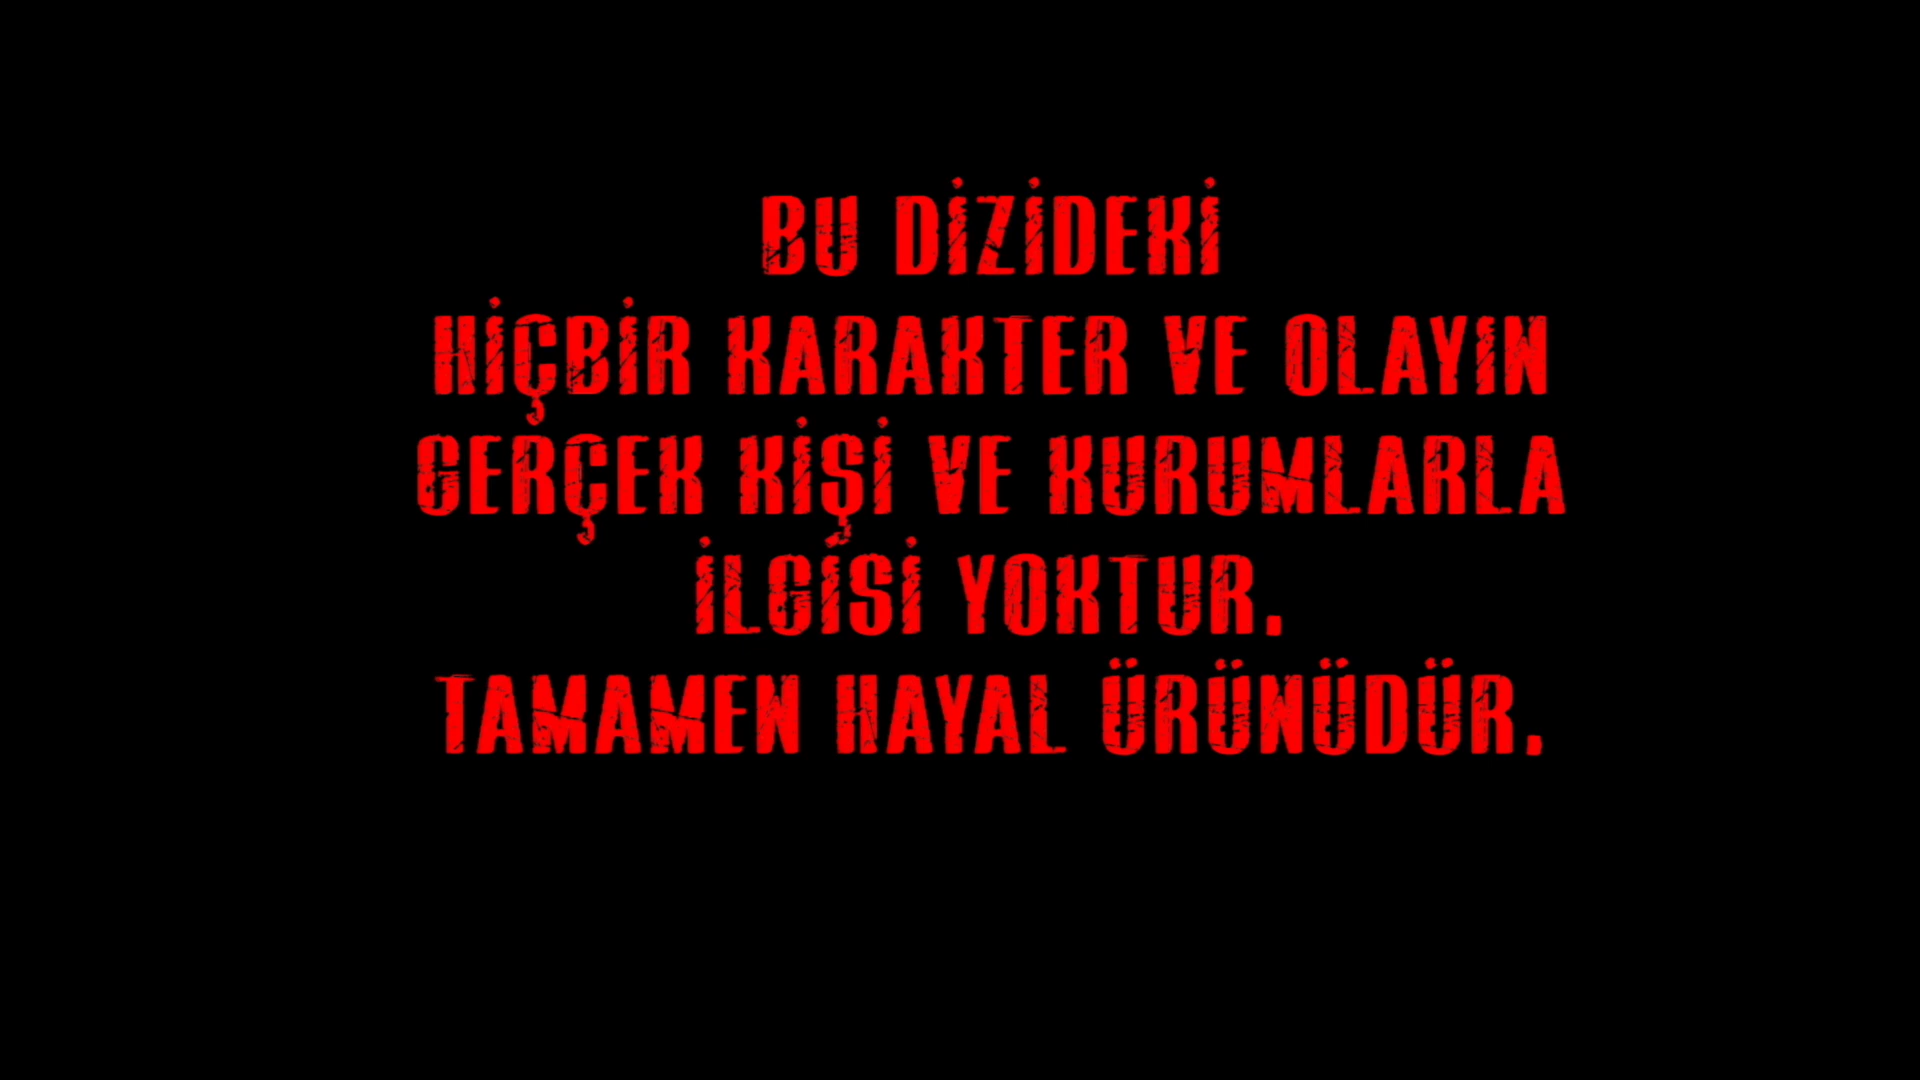 BU DİZİDEKİ
HİÇBİR KARAKTER VE OLAYIN
GERÇEK KİŞİ VE KURUMLARLA
İLGİSİ YOKTUR.
TAMAMEN HAYAL ÜRÜNÜDÜR.